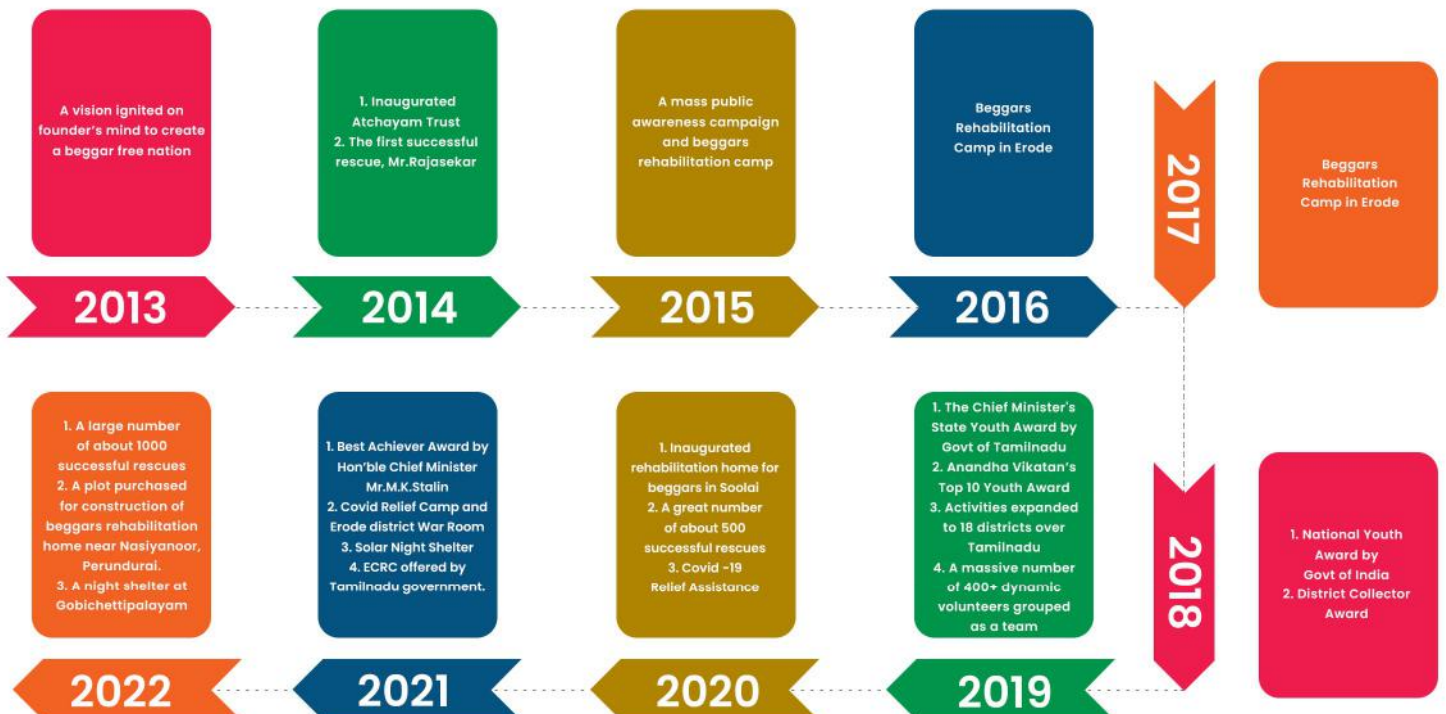 A vision ignited on
founder's mind to create
a beggar free nation
2013
1. Inaugurated
Atchayam Trust
2. The first successful
rescue, Mr.Rajasekar
2014
A mass public
awareness campaign
and beggars
rehabilitation camp
2015
Beggars
Rehabilitation
Camp in Erode
2016
2017
Beggars
Rehabilitation
Camp in Erode
2018
1. National Youth
Award by
Govt of India
2. District Collector
Award
1. The Chief Minister's
State Youth Award by
Govt of Tamilnadu
2. Anandha Vikatan's
Top 10 Youth Award
3. Activities expanded
to 18 districts over
Tamilnadu
4. A massive number
of 400+ dynamic
volunteers grouped
as a team
2019
1. Inaugurated
rehabilitation home for
beggars in Soolai
2. A great number
of about 500
successful rescues
3. Covid -19
Relief Assistance
2020
1. Best Achiever Award by
Hon'ble Chief Minister
Mr.M.K.Stalin
2. Covid Relief Camp and
Erode district War Room
3. Solar Night Shelter
4. ECRC offered by
Tamilnadu government.
2021
1. A large number
of about 1000
successful rescues
2. A plot purchased
for construction of
beggars rehabilitation
home near Nasiyanoor,
Perundurai.
3. A night shelter at
Gobichettipalayam
2022